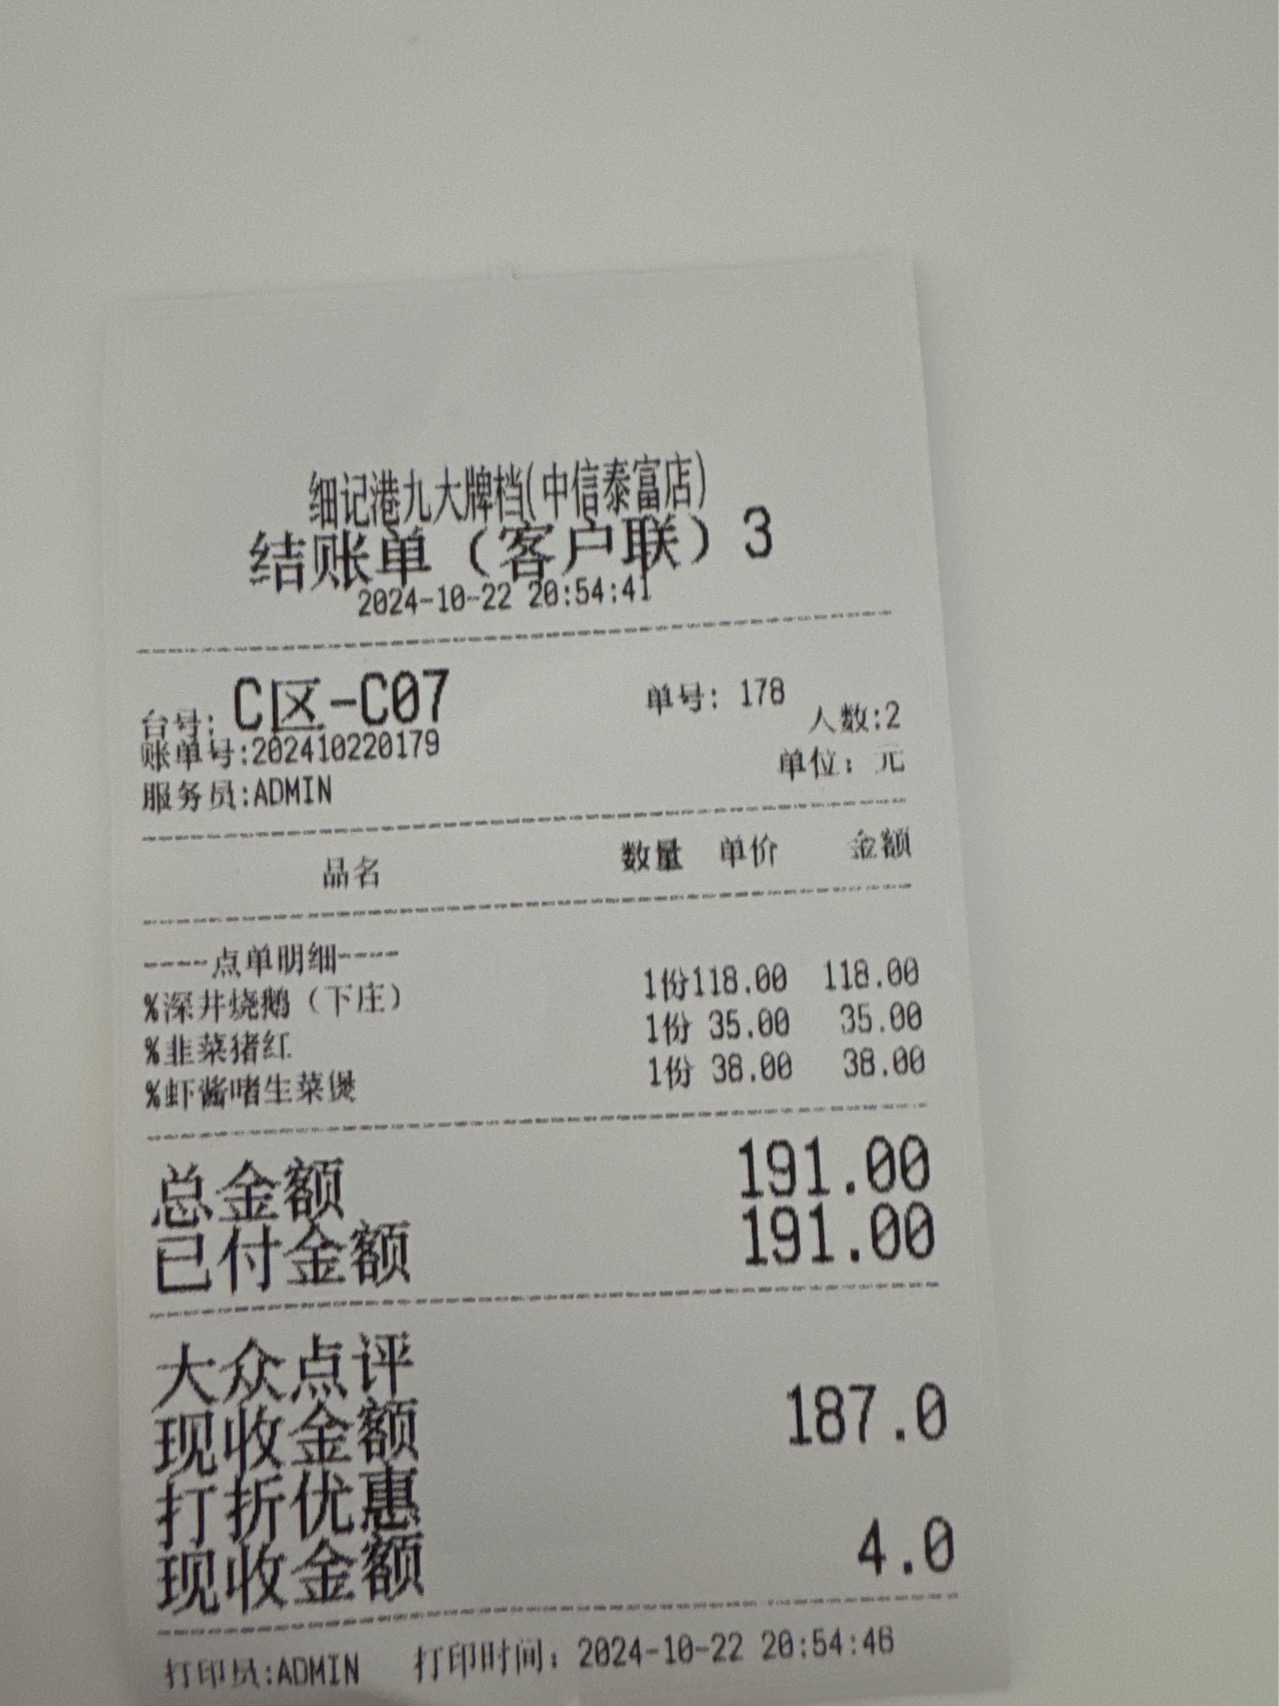 细记港九大牌档(中信泰富店)
结账单（客户联）3
2024-10-22 20:54:41
台号: C区-C07 单号: 178
人数:2
账单号:202410220179
单位: 元
服务员:ADMIN
品名 数量 单价 金额
----点单明细----
%深井烧鹅（下庄） 1份118.00 118.00
%韭菜猪红 1份 35.00 35.00
%虾酱啫生菜煲 1份 38.00 38.00
总金额 191.00
已付金额 191.00
大众点评
现收金额 187.0
打折优惠
现收金额 4.0
打印员:ADMIN 打印时间: 2024-10-22 20:54:46